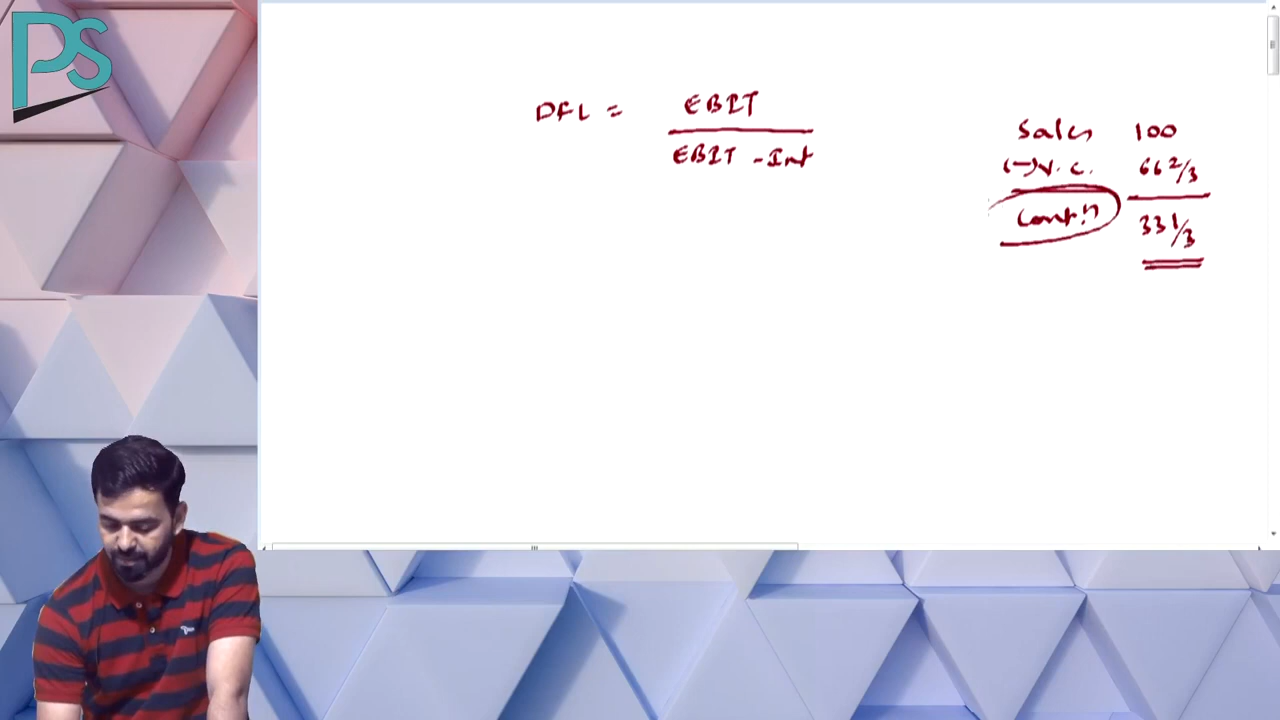 PS
DFL = EBIT
EBIT - Int
Sales 100
(-) V.C. 66 2/3
Contn 33 1/3